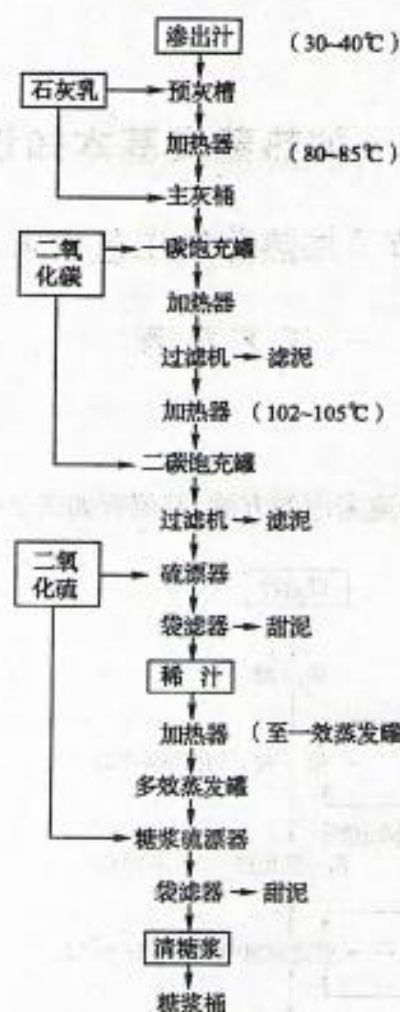 渗出汁 (30~40℃)
石灰乳 预灰槽
加热器 (80~85℃)
主灰桶
二氧化碳 一碳饱充罐
加热器
过滤机 滤泥
加热器 (102~105℃)
二碳饱充罐
过滤机 滤泥
二氧化硫 硫漂器
袋滤器 甜泥
稀 汁
加热器 (至一效蒸发罐
多效蒸发罐
糖浆硫漂器
袋滤器 甜泥
清糖浆
糖浆桶